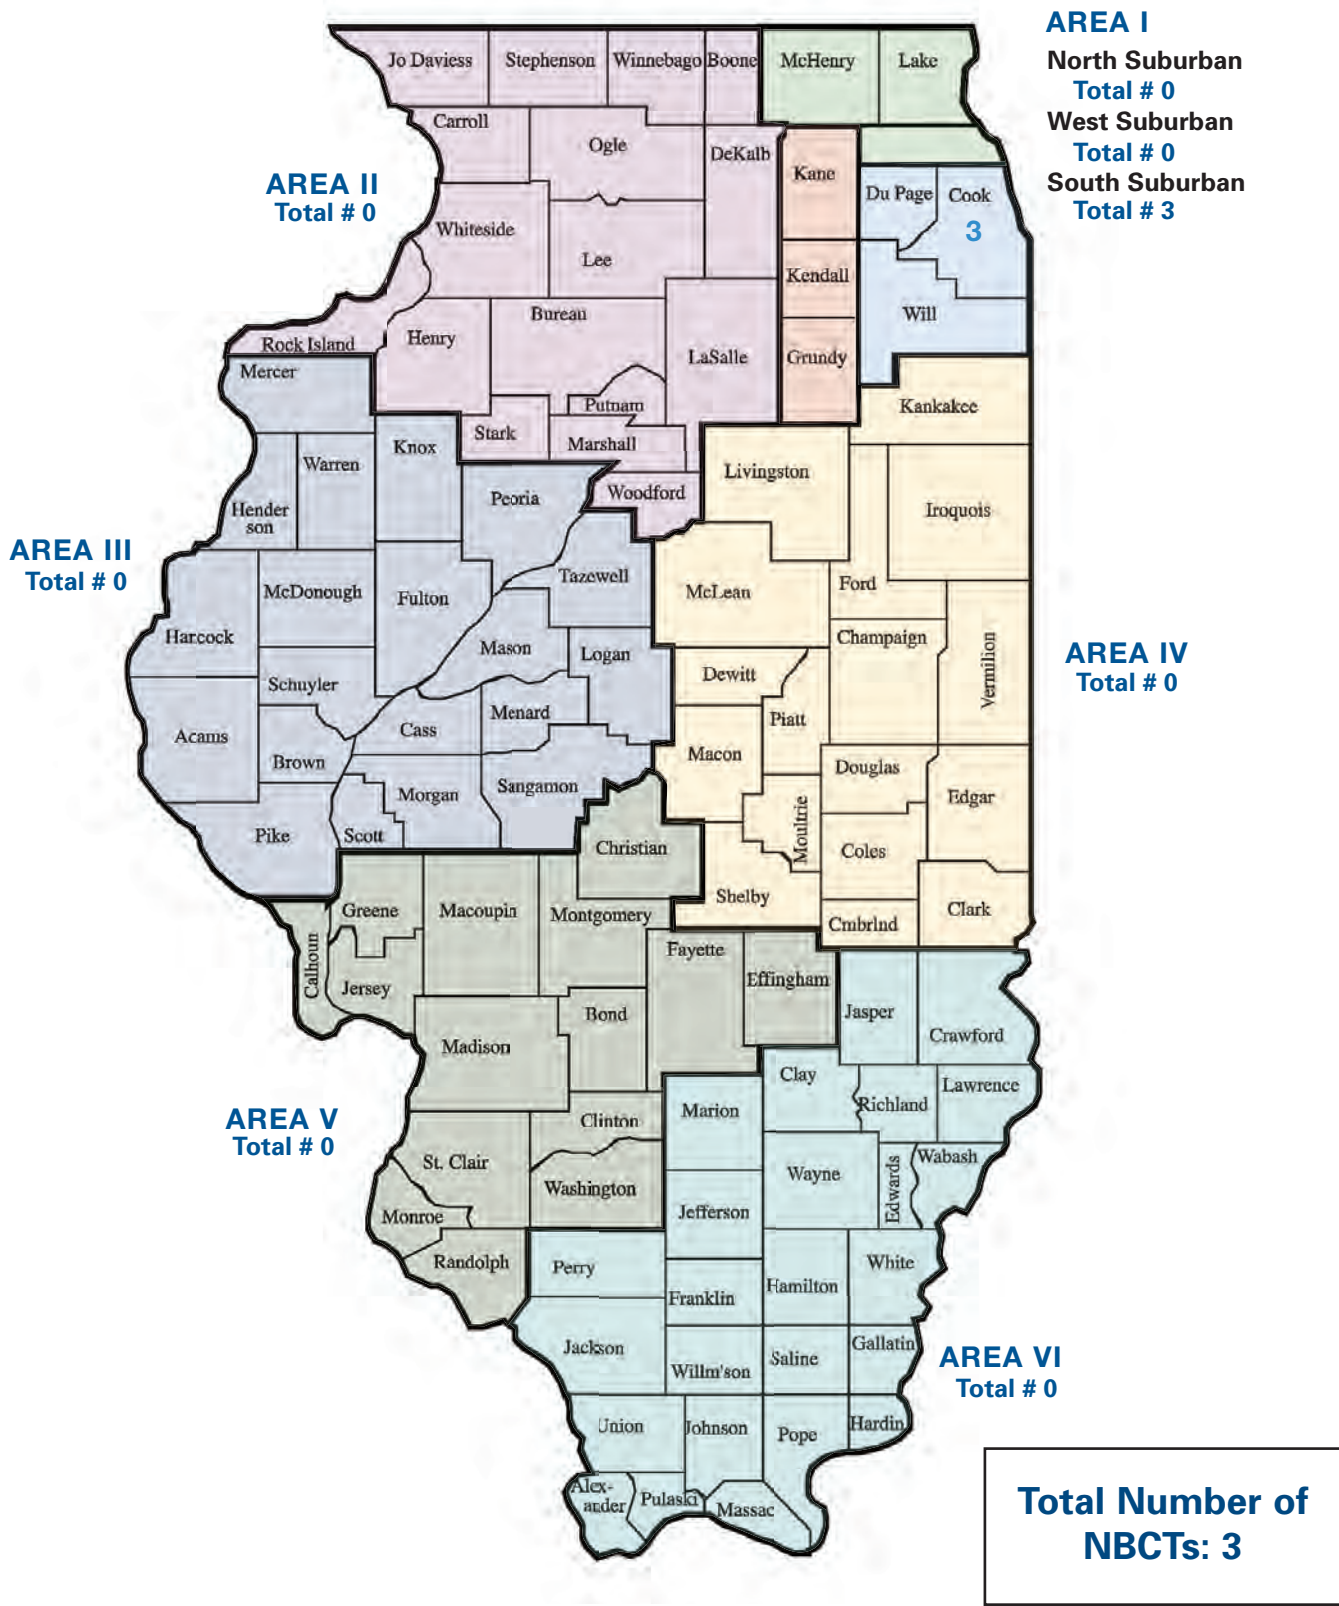 AREA I
North Suburban
Total # 0
West Suburban
Total # 0
South Suburban
Total # 3
Jo Daviess
Stephenson
Winnebago
Boone
McHenry
Lake
Carroll
Ogle
DeKalb
Kane
Du Page
Cook
3
AREA II
Total # 0
Whiteside
Lee
Kendall
Will
Rock Island
Henry
Bureau
LaSalle
Grundy
Mercer
Putnam
Kankakee
Stark
Marshall
Knox
Warren
Livingston
Peoria
Woodford
Iroquois
Hender
son
AREA III
Total # 0
McDonough
Fulton
Tazewell
McLean
Ford
Harcock
Mason
Logan
Champaign
Vermilion
AREA IV
Total # 0
Schuyler
Dewitt
Menard
Piatt
Acams
Cass
Brown
Macon
Douglas
Morgan
Sangamon
Edgar
Pike
Scott
Moultrie
Christian
Coles
Shelby
Greene
Macoupin
Montgomery
Cmbrlnd
Clark
Calhoun
Jersey
Fayette
Effingham
Bond
Jasper
Crawford
Madison
Clay
Richland
Lawrence
AREA V
Total # 0
Clinton
Marion
St. Clair
Washington
Wayne
Edwards
Wabash
Monroe
Jefferson
Randolph
Perry
Franklin
Hamilton
White
Jackson
Willm'son
Saline
Gallatin
AREA VI
Total # 0
Union
Johnson
Pope
Hardin
Alex-
ander
Pulaski
Massac
Total Number of
NBCTs: 3